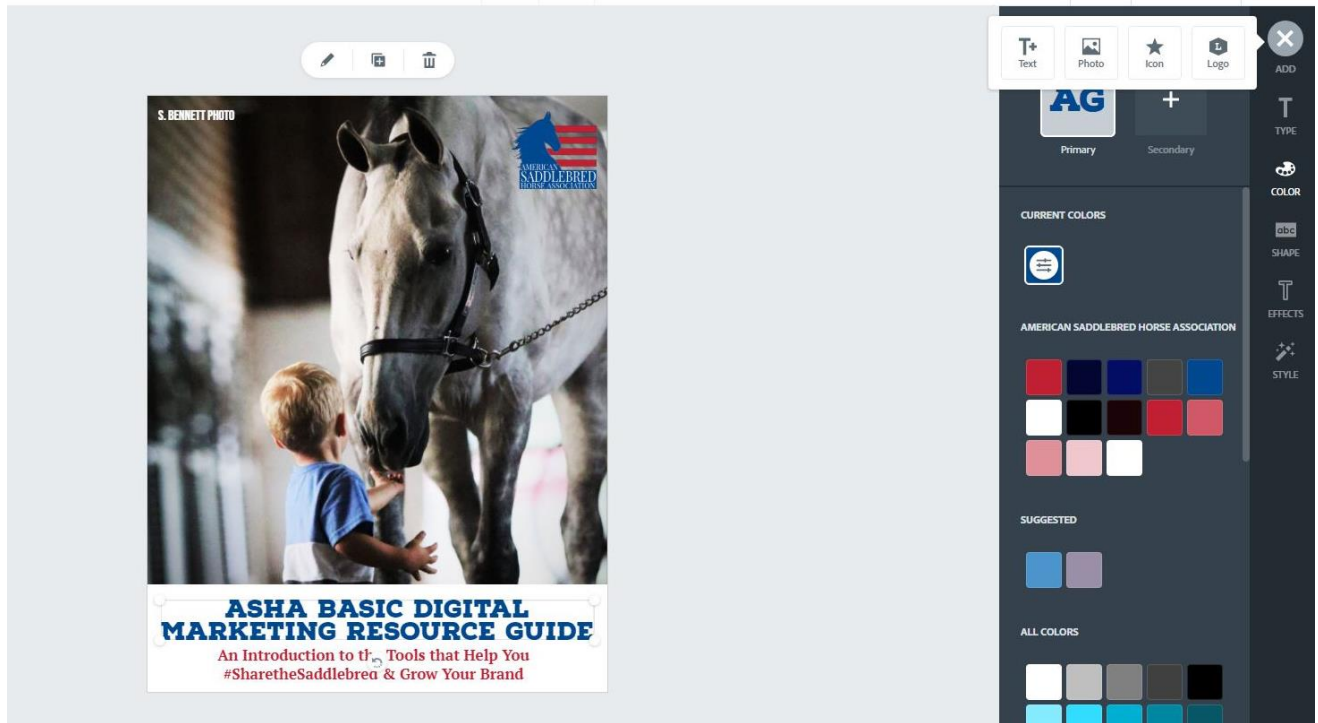 Text
Photo
Icon
L
Logo
ADD
S. BENNETT PHOTO
AMERICAN
SADDLEBRED
HORSE ASSOCIATION
AG
+
Primary
Secondary
T
TYPE
COLOR
CURRENT COLORS
abc
SHAPE
T
EFFECTS
AMERICAN SADDLEBRED HORSE ASSOCIATION
STYLE
SUGGESTED
ASHA BASIC DIGITAL
MARKETING RESOURCE GUIDE
An Introduction to Tools that Help You
#SharetheSaddlebred & Grow Your Brand
ALL COLORS